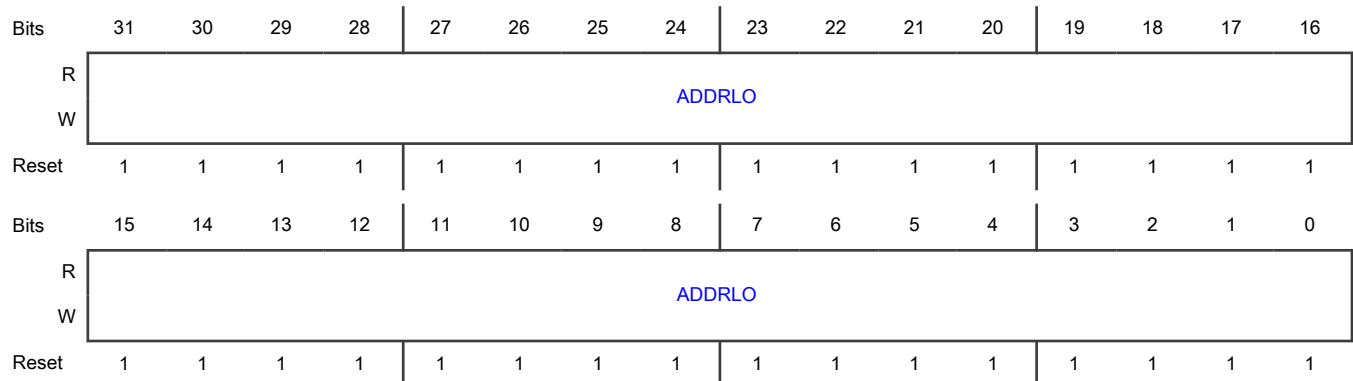 Bits 31 30 29 28 27 26 25 24 23 22 21 20 19 18 17 16
R
ADDRLO
W
Reset 1 1 1 1 1 1 1 1 1 1 1 1 1 1 1 1
Bits 15 14 13 12 11 10 9 8 7 6 5 4 3 2 1 0
R
ADDRLO
W
Reset 1 1 1 1 1 1 1 1 1 1 1 1 1 1 1 1